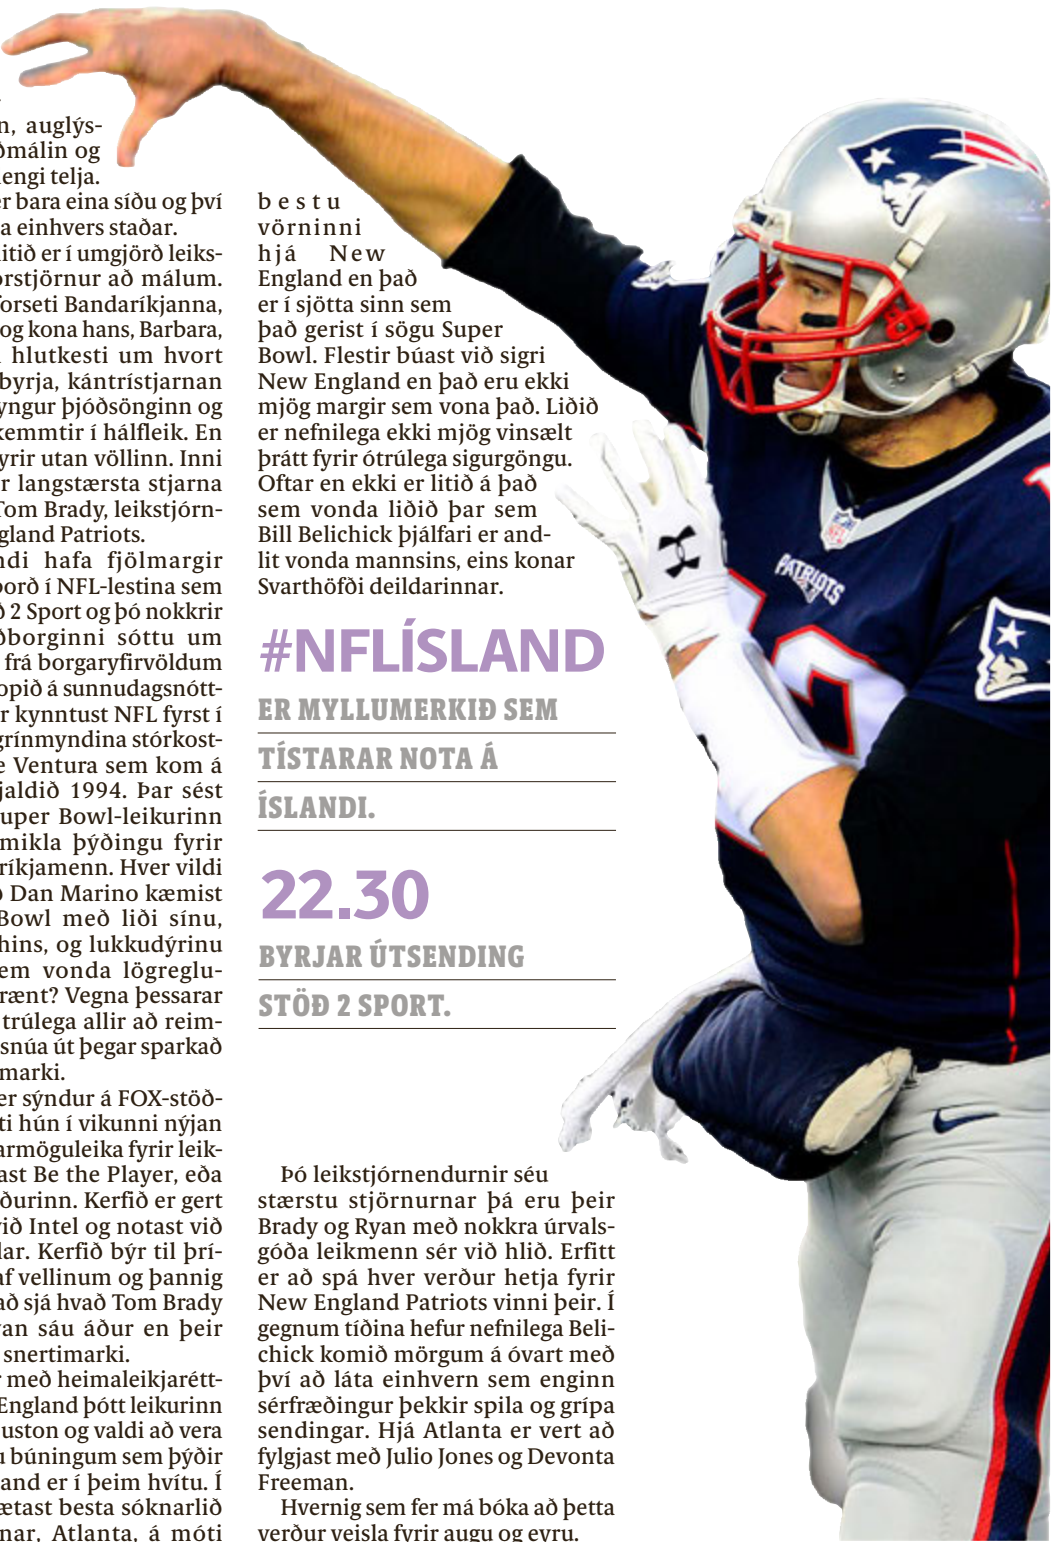 n, auglýs-
ðmálin og
engi telja.
er bara eina síðu og því
a einhvers staðar.
litið er í umgjörð leiks-
órstjörnur að málum.
forseti Bandaríkjanna,
og kona hans, Barbara,
hlutkesti um hvort
byrja, kántrístjarnan
yngur þjóðsönginn og
kemmtir í hálfleik. En
yrir utan völlinn. Inni
r langstærsta stjarna
Tom Brady, leikstjórn-
gland Patriots.
ndi hafa fjölmargir
borð í NFL-lestina sem
ð 2 Sport og þó nokkrir
ðborginni sóttu um
frá borgaryfirvöldum
opið á sunnudagsnótt-
r kynntust NFL fyrst í
grínmyndina stórkost-
e Ventura sem kom á
jaldið 1994. Þar sést
uper Bowl-leikurinn
mikla þýðingu fyrir
ríkjamenn. Hver vildi
ð Dan Marino kæmist
Bowl með liði sínu,
hins, og lukkudýrinu
em vonda lögreglu-
rænt? Vegna þessarar
trúlega allir að reim-
snúa út þegar sparkað
marki.
er sýndur á FOX-stöð-
ti hún í vikunni nýjan
armöguleika fyrir leik-
ast Be the Player, eða
ðurinn. Kerfið er gert
við Intel og notast við
lar. Kerfið býr til þrí-
af vellinum og þannig
að sjá hvað Tom Brady
yan sáu áður en þeir
snertimarki.
r með heimaleikjarétt-
England þótt leikurinn
uston og valdi að vera
u búningum sem þýðir
and er í þeim hvítu. Í
ætast besta sóknarlið
nar, Atlanta, á móti
bestu
vörninni
hjá New
England en það
er í sjötta sinn sem
það gerist í sögu Super
Bowl. Flestir búast við sigri
New England en það eru ekki
mjög margir sem vona það. Liðið
er nefnilega ekki mjög vinsælt
þrátt fyrir ótrúlega sigurgöngu.
Oftar en ekki er litið á það
sem vonda liðið þar sem
Bill Belichick þjálfari er and-
lit vonda mannsins, eins konar
Svarthöfði deildarinnar.
#NFLÍSLAND
ER MYLLUMERKIÐ SEM
TÍSTARAR NOTA Á
ÍSLANDI.
22.30
BYRJAR ÚTSENDING
STÖÐ 2 SPORT.
Þó leikstjórnendurnir séu
stærstu stjörnurnar þá eru þeir
Brady og Ryan með nokkra úrvals-
góða leikmenn sér við hlið. Erfitt
er að spá hver verður hetja fyrir
New England Patriots vinni þeir. Í
gegnum tíðina hefur nefnilega Beli-
chick komið mörgum á óvart með
því að láta einhvern sem enginn
sérfræðingur þekkir spila og grípa
sendingar. Hjá Atlanta er vert að
fylgjast með Julio Jones og Devonta
Freeman.
Hvernig sem fer má bóka að þetta
verður veisla fyrir augu og eyru.
PATRIOTS